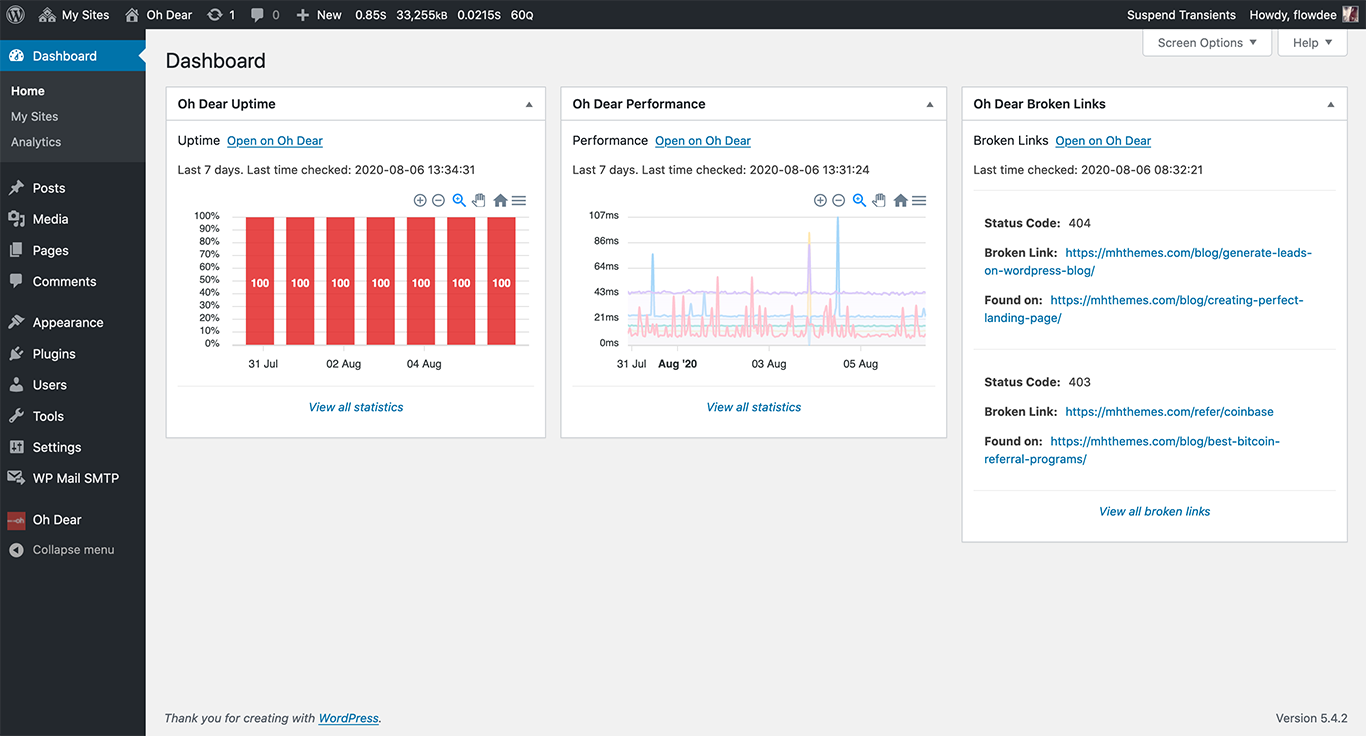 My Sites Oh Dear 1 0 New 0.85S 33,255KB 0.0215S 60Q Suspend Transients Howdy, flowdee
Screen Options Help
Dashboard
Home
My Sites
Analytics
Posts
Media
Pages
Comments
Appearance
Plugins
Users
Tools
Settings
WP Mail SMTP
Oh Dear
Collapse menu
Dashboard
Oh Dear Uptime
Uptime Open on Oh Dear
Last 7 days. Last time checked: 2020-08-06 13:34:31
100%
90%
80%
70%
60%
50%
40%
30%
20%
10%
0%
100 100 100 100 100 100 100
31 Jul 02 Aug 04 Aug
View all statistics
Oh Dear Performance
Performance Open on Oh Dear
Last 7 days. Last time checked: 2020-08-06 13:31:24
107ms
86ms
64ms
43ms
21ms
0ms
31 Jul Aug '20 03 Aug 05 Aug
View all statistics
Oh Dear Broken Links
Broken Links Open on Oh Dear
Last time checked: 2020-08-06 08:32:21
Status Code: 404
Broken Link: https://mhthemes.com/blog/generate-leads-
on-wordpress-blog/
Found on: https://mhthemes.com/blog/creating-perfect-
landing-page/
Status Code: 403
Broken Link: https://mhthemes.com/refer/coinbase
Found on: https://mhthemes.com/blog/best-bitcoin-
referral-programs/
View all broken links
Thank you for creating with WordPress.
Version 5.4.2